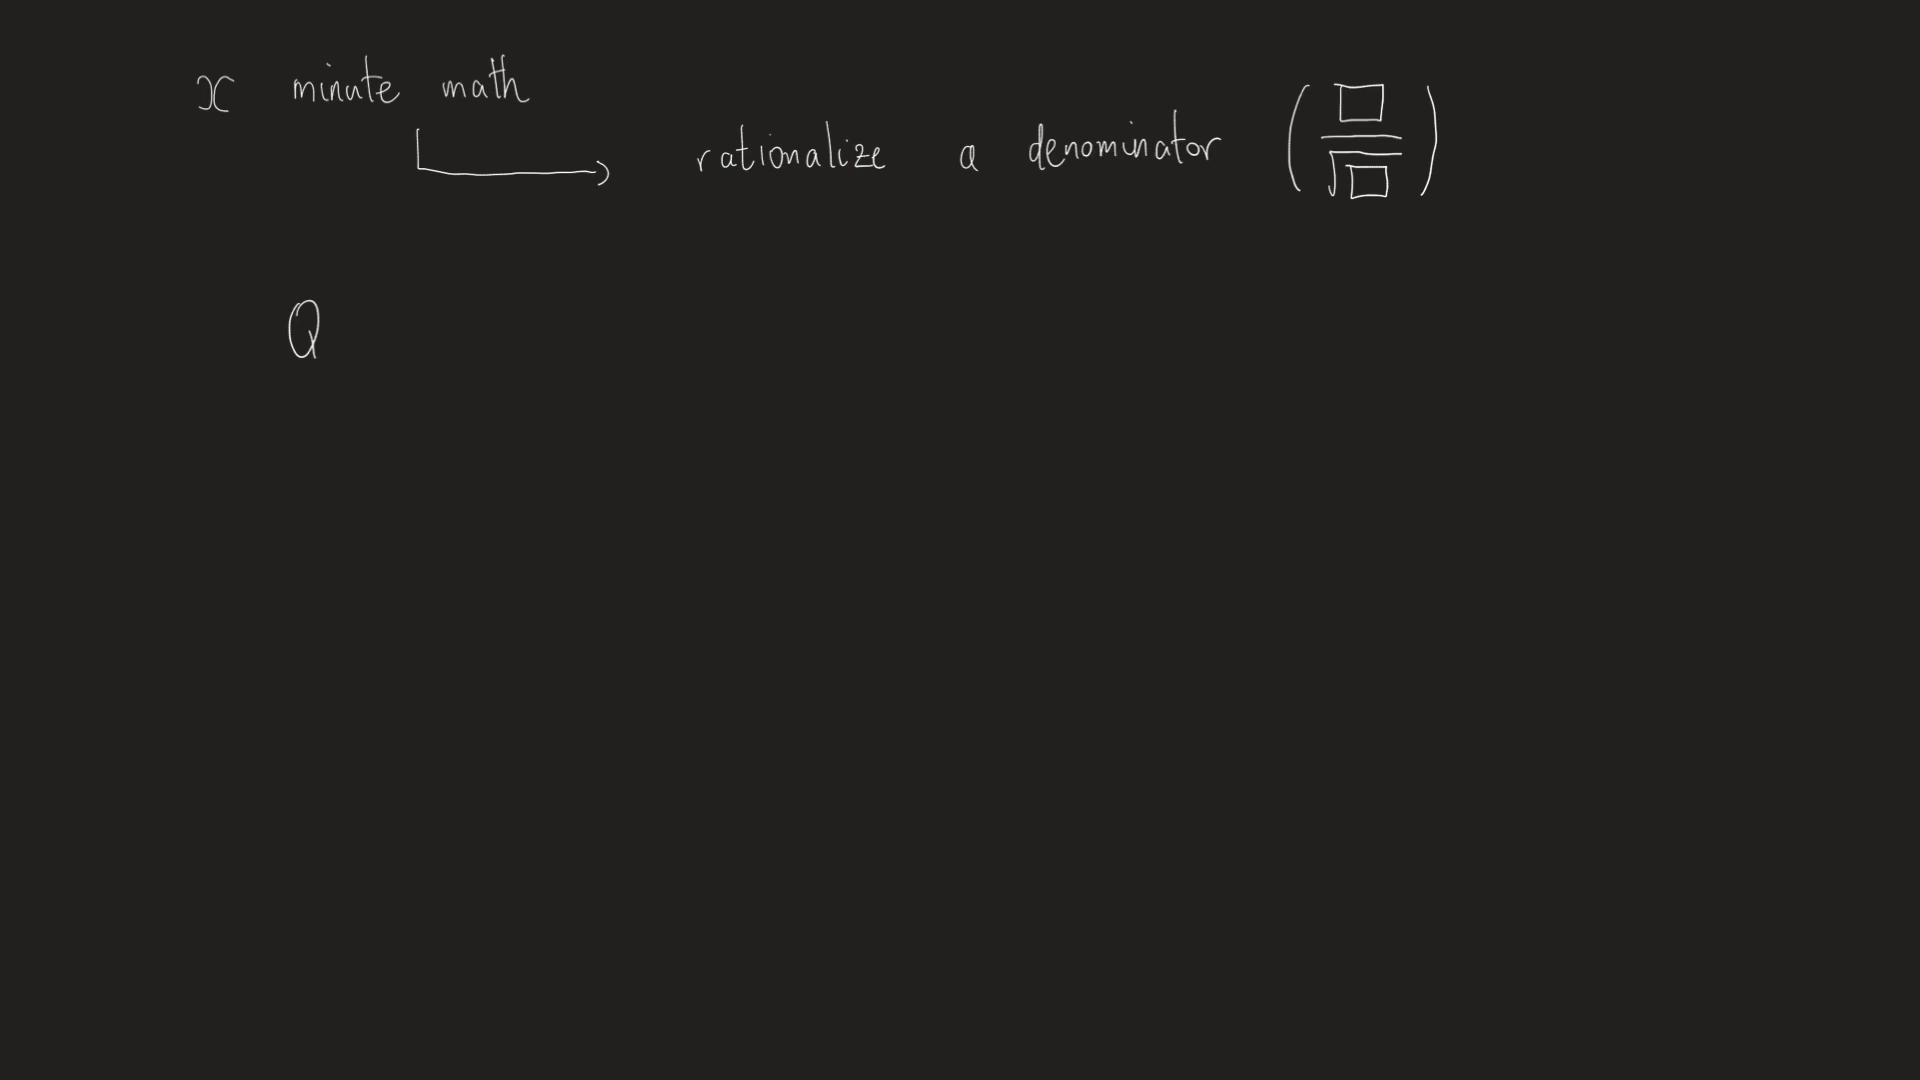 x minute math
rationalize a denominator (□/√□)
Q